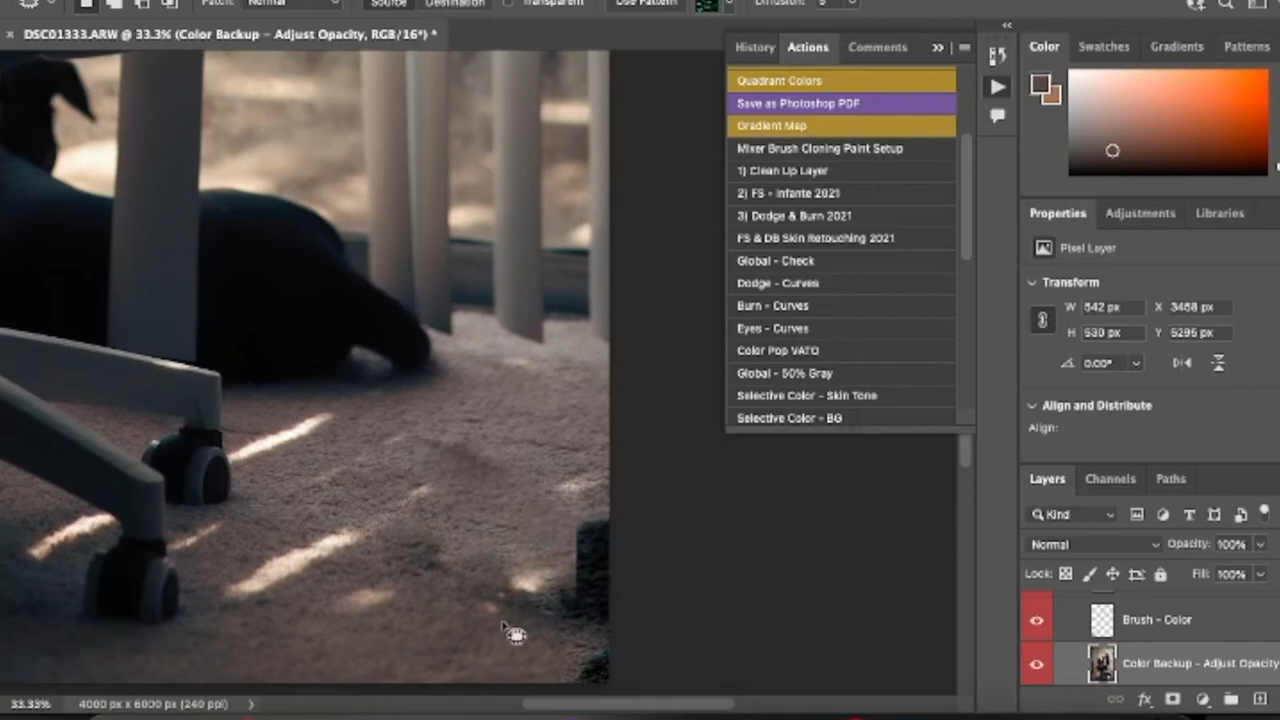 Patch: Normal Source Destination Transparent Use Pattern Diffusion: 5
× DSC01333.ARW @ 33.3% (Color Backup - Adjust Opacity, RGB/16*) *
History Actions Comments
Quadrant Colors
Save as Photoshop PDF
Gradient Map
Mixer Brush Cloning Paint Setup
1) Clean Up Layer
2) FS - Infante 2021
3) Dodge & Burn 2021
FS & DB Skin Retouching 2021
Global - Check
Dodge - Curves
Burn - Curves
Eyes - Curves
Color Pop VATO
Global - 50% Gray
Selective Color - Skin Tone
Selective Color - BG
Color Swatches Gradients Patterns
Properties Adjustments Libraries
Pixel Layer
Transform
W 542 px X 3468 px
H 530 px Y 5295 px
0.00°
Align and Distribute
Align:
Layers Channels Paths
Kind
Normal Opacity: 100%
Lock: Fill: 100%
Brush - Color
Color Backup - Adjust Opacity
fx
33.33% 4000 px x 6000 px (240 ppi)